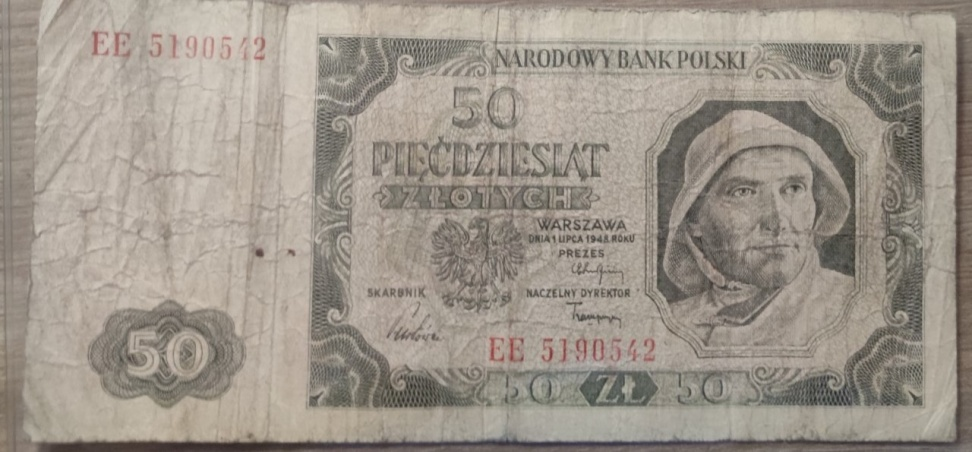 EE 5190542
NARODOWY BANK POLSKI
50
PIĘĆDZIESIĄT
ZŁOTYCH
WARSZAWA
DNIA 1 LIPCA 1948 ROKU
PREZES
SKARBNIK
NACZELNY DYREKTOR
EE 5190542
50
50 ZŁ 50